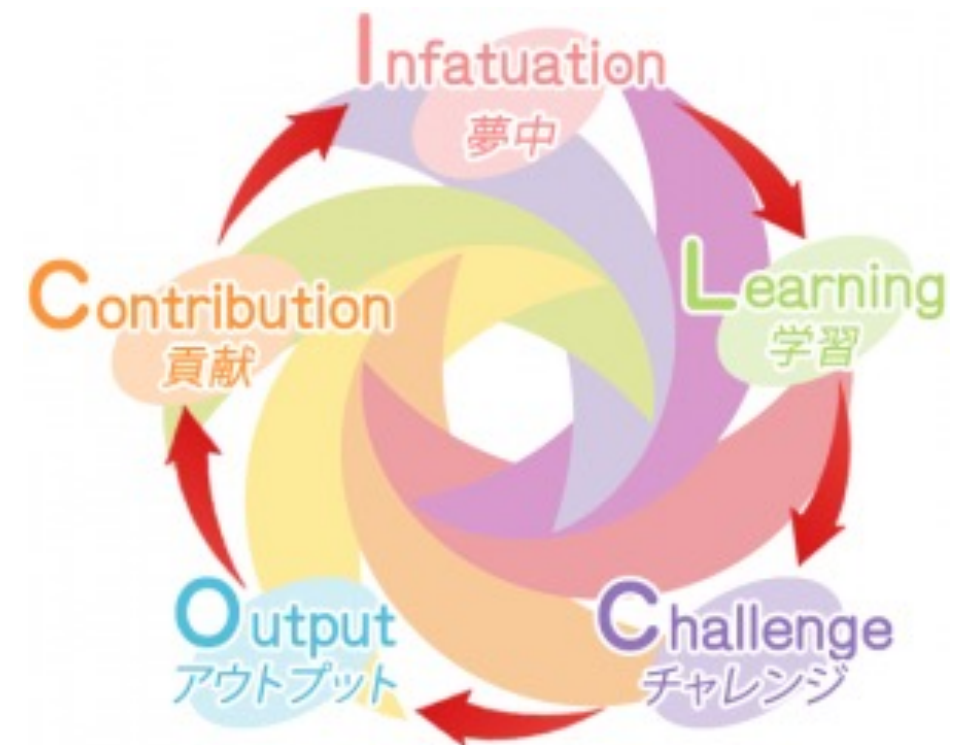 Infatuation
夢中
Learning
学習
Challenge
チャレンジ
Output
アウトプット
Contribution
貢献